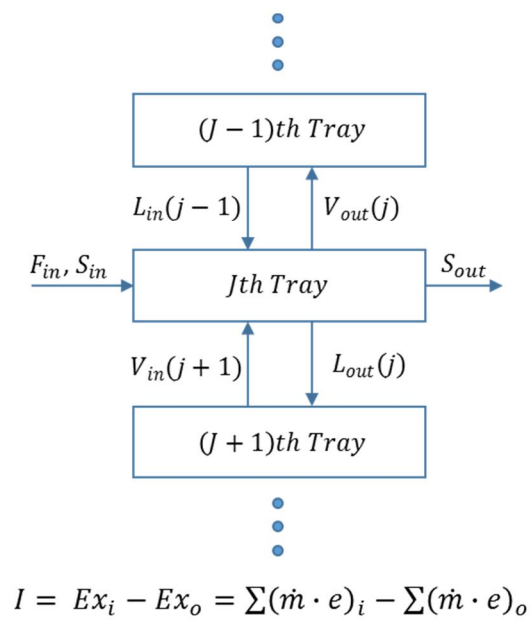 (J − 1)th Tray
L_in(j − 1)
V_out(j)
F_in, S_in
Jth Tray
S_out
V_in(j + 1)
L_out(j)
(J + 1)th Tray
I = Ex_i − Ex_o = ∑(ṁ · e)_i − ∑(ṁ · e)_o